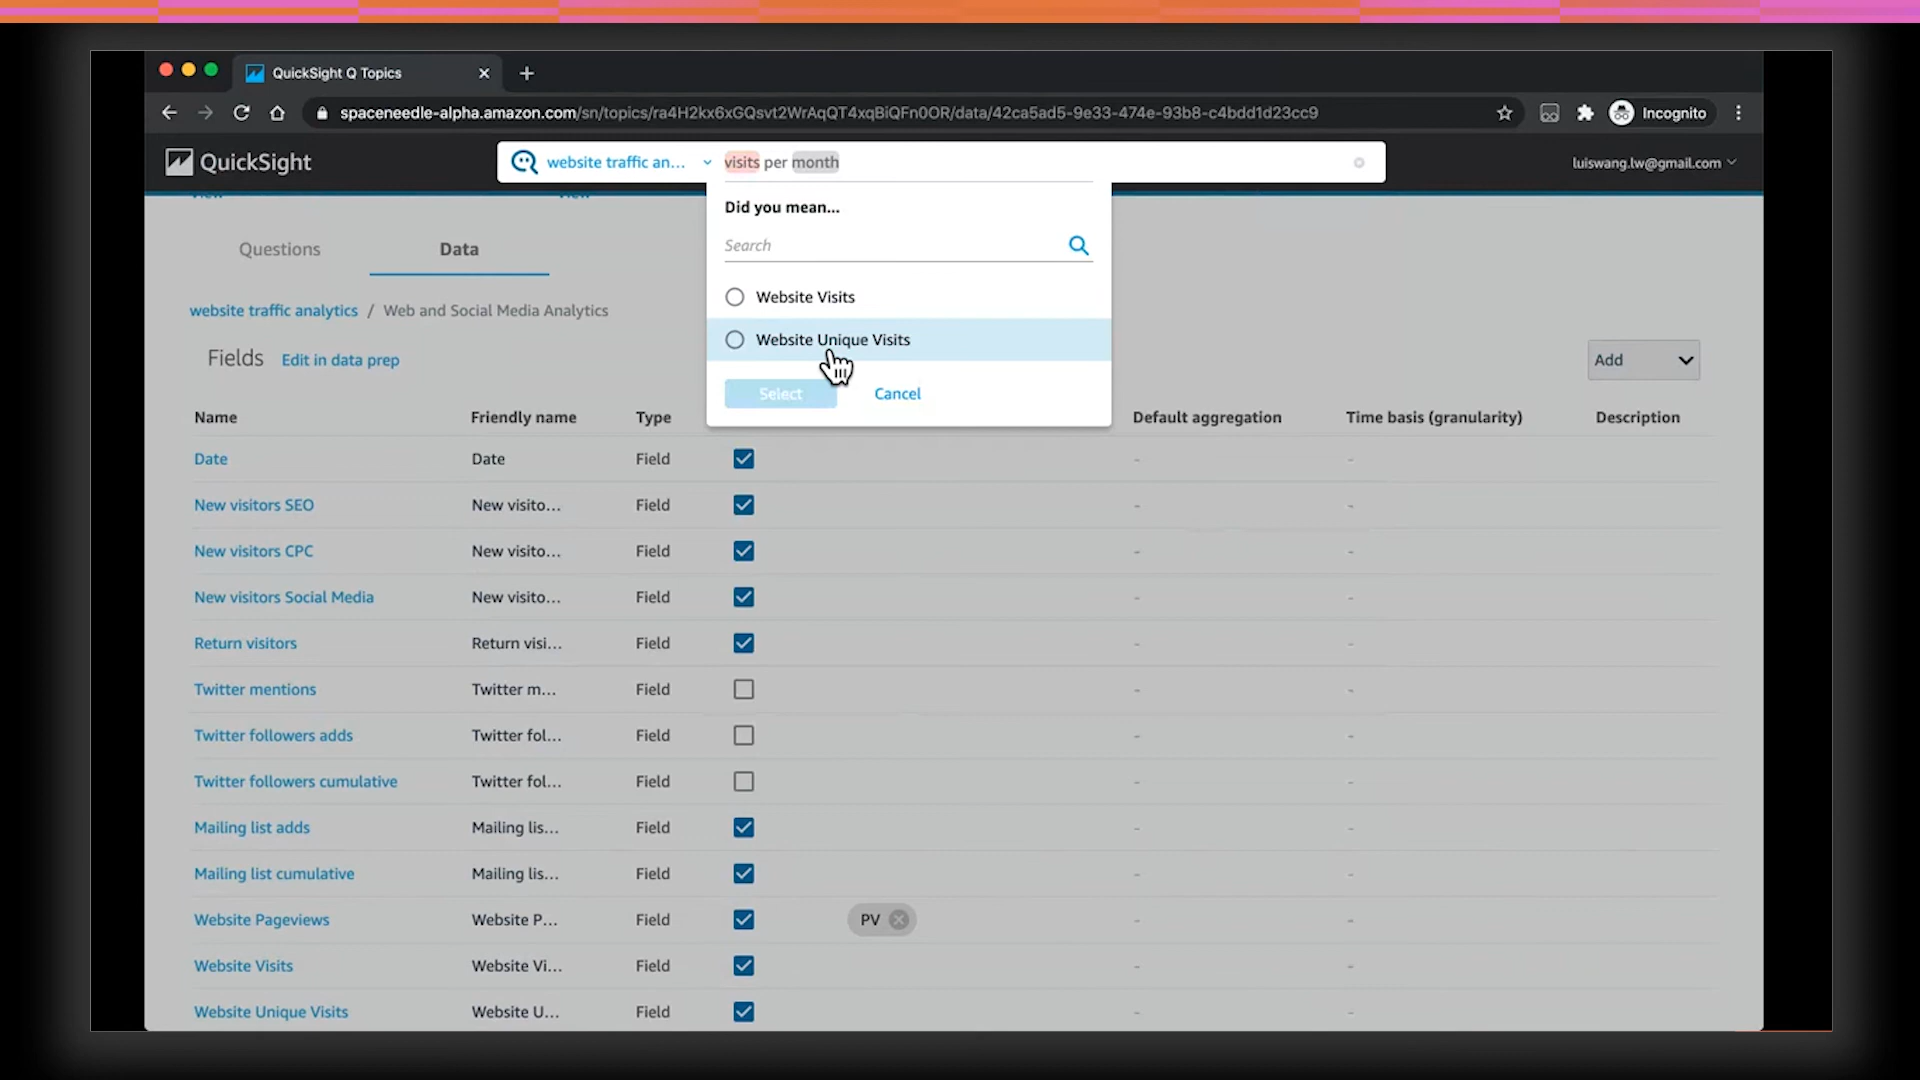 QuickSight Q Topics
spaceneedle-alpha.amazon.com/sn/topics/ra4H2kx6xGQsvt2WrAqQT4xqBiQFn0OR/data/42ca5ad5-9e33-474e-93b8-c4bdd1d23cc9
Incognito
QuickSight
website traffic an...
visits per month
luiswang.lw@gmail.com
Did you mean...
Search
Website Visits
Website Unique Visits
Select
Cancel
Questions
Data
website traffic analytics / Web and Social Media Analytics
Fields
Edit in data prep
Add
Name Friendly name Type Default aggregation Time basis (granularity) Description
Date Date Field - -
New visitors SEO New visito... Field - -
New visitors CPC New visito... Field - -
New visitors Social Media New visito... Field - -
Return visitors Return visi... Field - -
Twitter mentions Twitter m... Field - -
Twitter followers adds Twitter fol... Field - -
Twitter followers cumulative Twitter fol... Field - -
Mailing list adds Mailing lis... Field - -
Mailing list cumulative Mailing lis... Field - -
Website Pageviews Website P... Field PV - -
Website Visits Website Vi... Field - -
Website Unique Visits Website U... Field - -